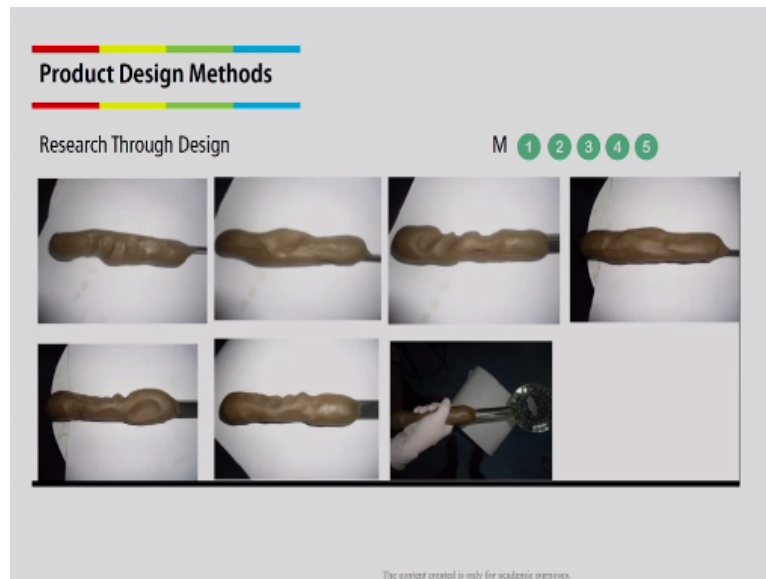 Product Design Methods
Research Through Design M 1 2 3 4 5
The content created is only for academic purposes.